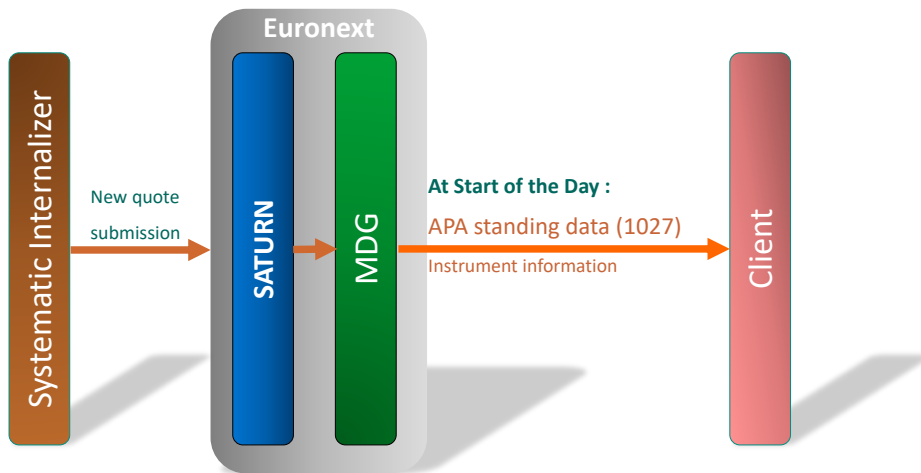 Euronext
Systematic Internalizer
New quote
submission
SATURN
MDG
At Start of the Day :
APA standing data (1027)
Instrument information
Client